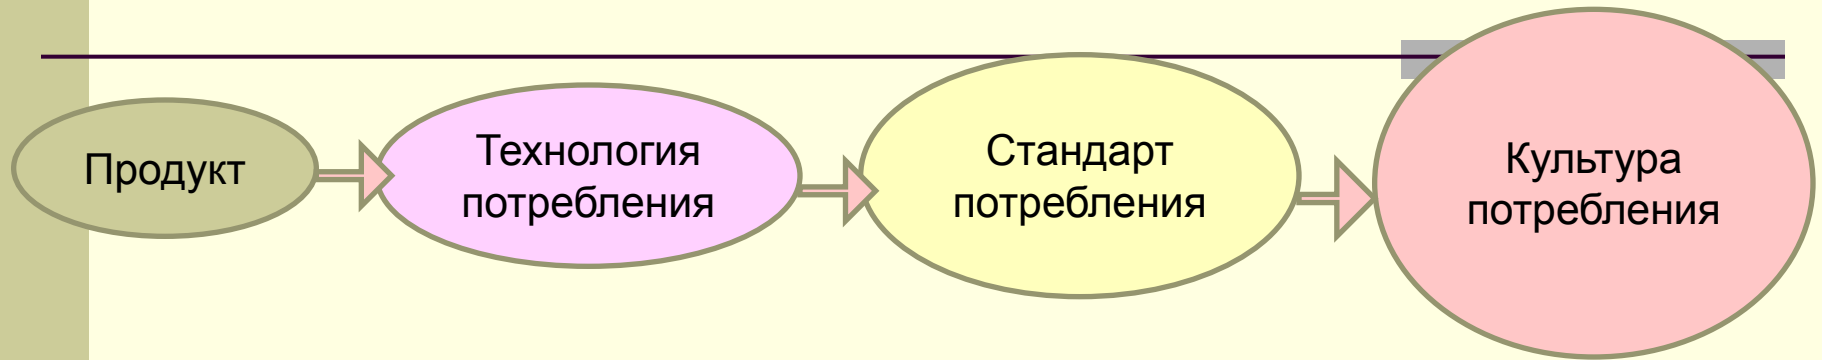 Продукт
Технология
потребления
Стандарт
потребления
Культура
потребления